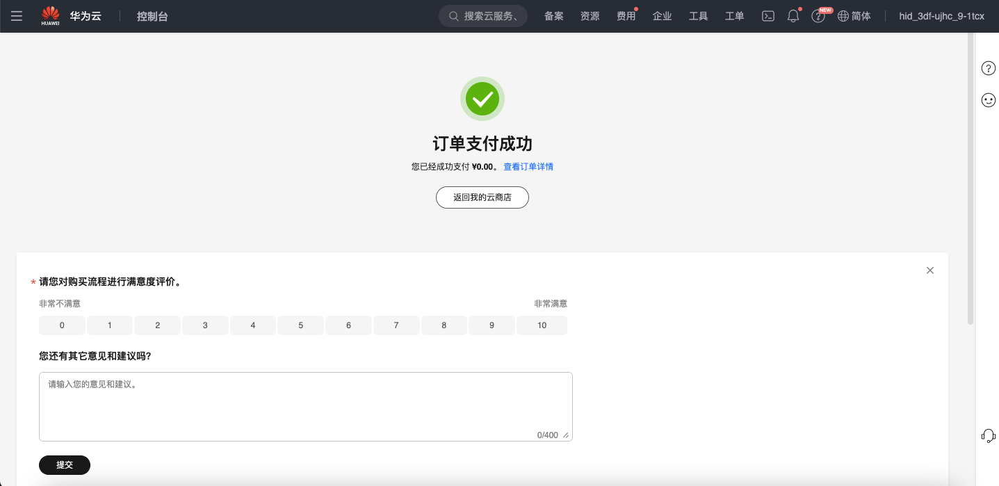 HUAWEI 华为云 控制台 搜索云服务、 备案 资源 费用 企业 工具 工单 NEW 简体 hid_3df-ujhc_9-1tcx
订单支付成功
您已经成功支付 ¥0.00。 查看订单详情
返回我的云商店
* 请您对购买流程进行满意度评价。
非常不满意 非常满意
0 1 2 3 4 5 6 7 8 9 10
您还有其它意见和建议吗?
请输入您的意见和建议。
0/400
提交